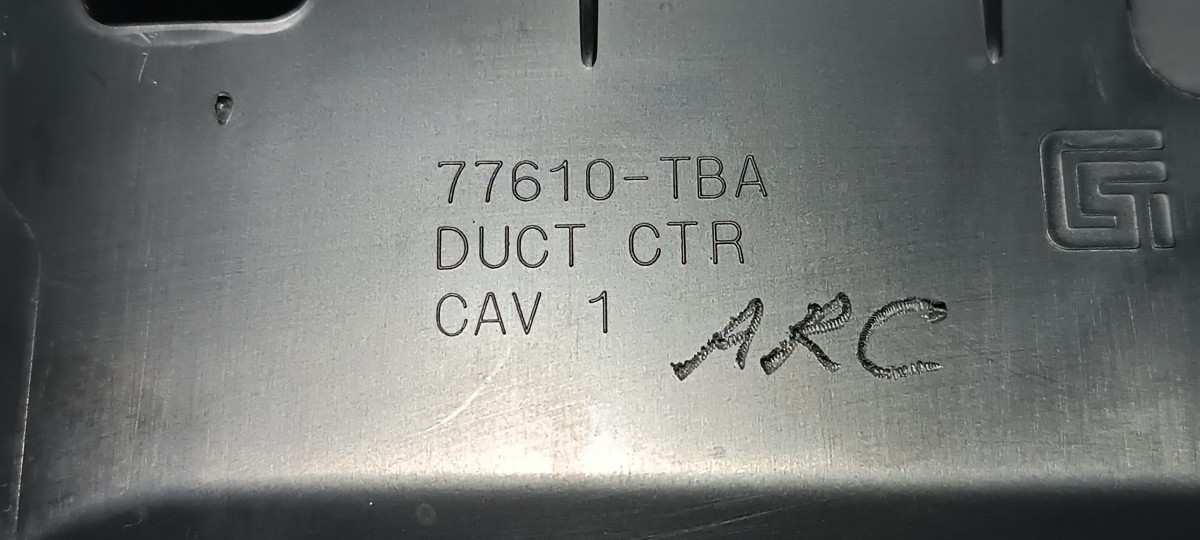 77610-TBA
DUCT CTR
CAV 1
ARC